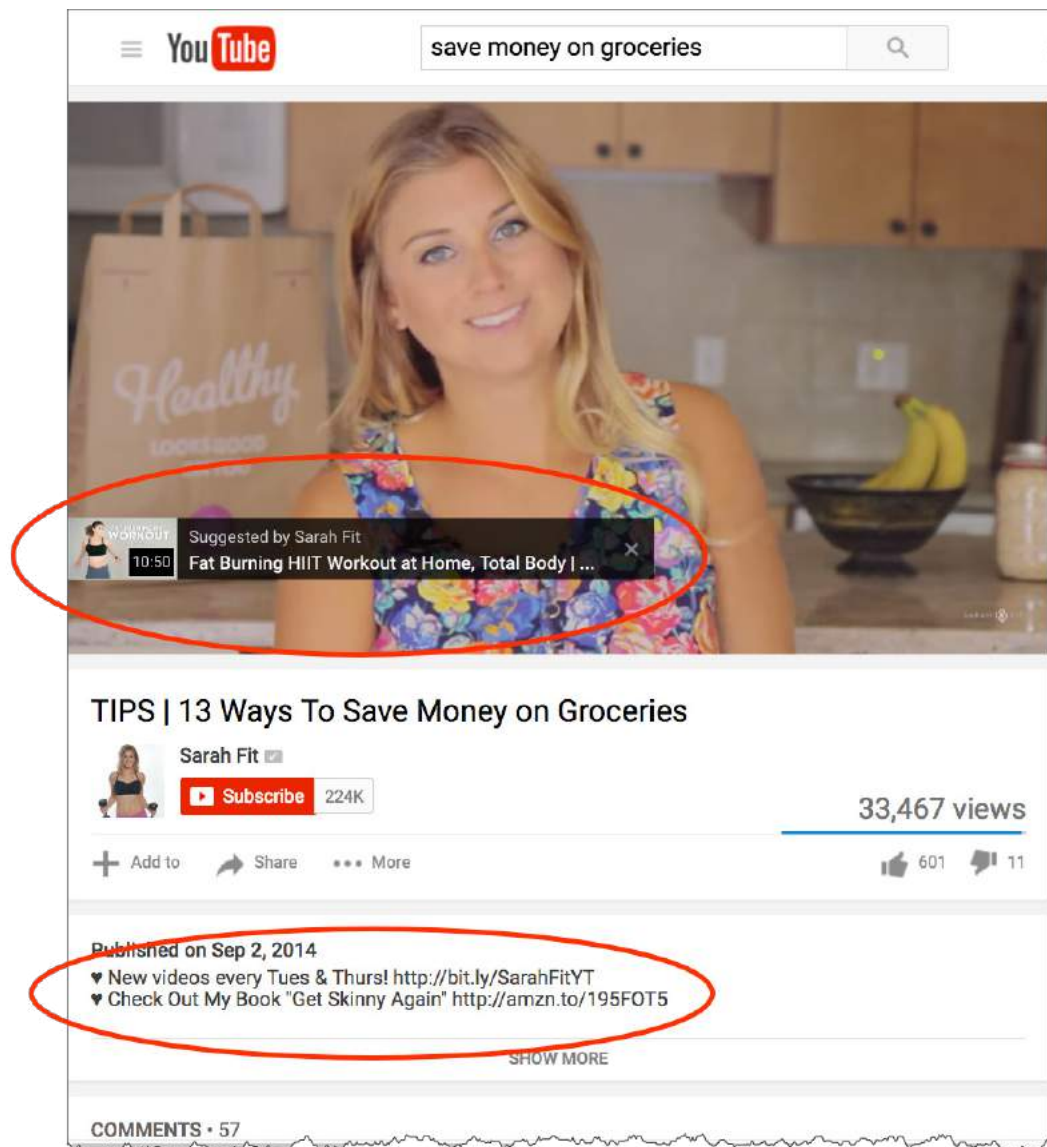 YouTube
save money on groceries
Healthy
LOOKS GOOD
WORKOUT
10:50
Suggested by Sarah Fit
Fat Burning HIIT Workout at Home, Total Body | ...
TIPS | 13 Ways To Save Money on Groceries
Sarah Fit
Subscribe 224K
33,467 views
Add to Share More
601 11
Published on Sep 2, 2014
♥ New videos every Tues & Thurs! http://bit.ly/SarahFitYT
♥ Check Out My Book "Get Skinny Again" http://amzn.to/195FOT5
SHOW MORE
COMMENTS • 57